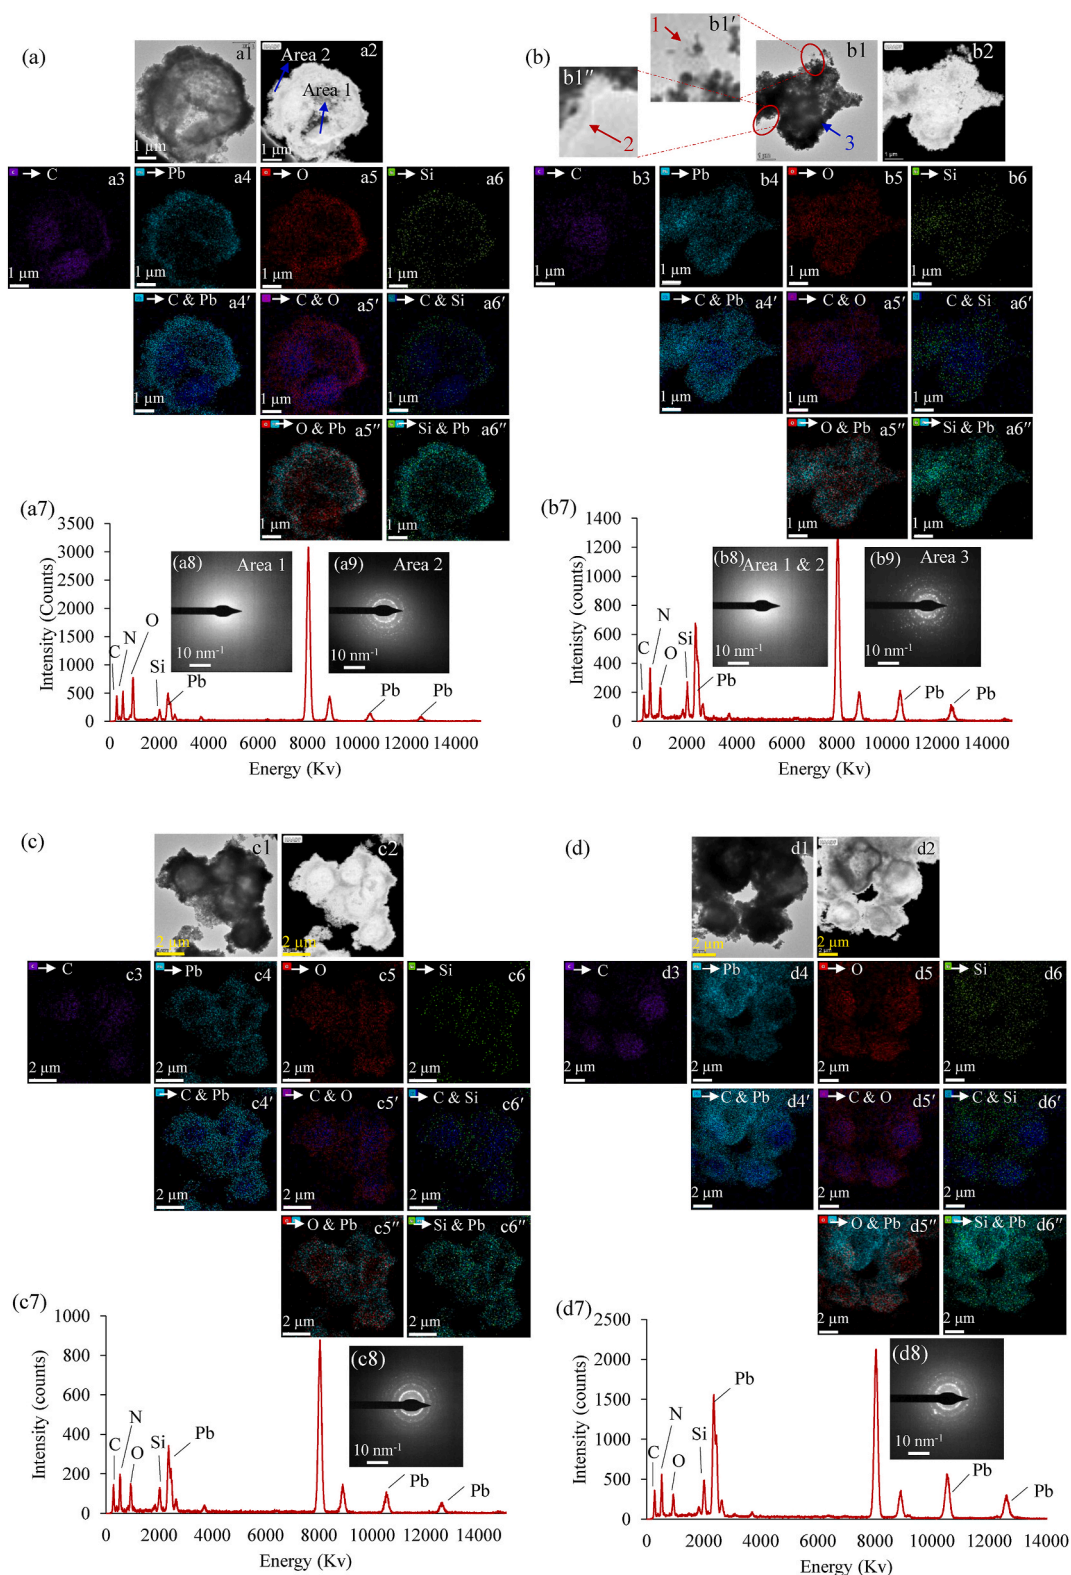 (a)
a1
1 μm
a2
Area 2
Area 1
1 μm
C
a3
1 μm
Pb
a4
1 μm
O
a5
1 μm
Si
a6
1 μm
C & Pb
a4′
1 μm
C & O
a5′
1 μm
C & Si
a6′
1 μm
O & Pb
a5″
1 μm
Si & Pb
a6″
1 μm
(a7)
Intensity (Counts)
3500
3000
2500
2000
1500
1000
500
0
0 2000 4000 6000 8000 10000 12000 14000
Energy (Kv)
C
N
O
Si
Pb
Pb
Pb
(a8)
Area 1
10 nm⁻¹
(a9)
Area 2
10 nm⁻¹
(b)
1
b1′
b1″
2
b1
3
b2
C
b3
1 μm
Pb
b4
1 μm
O
b5
1 μm
Si
b6
1 μm
C & Pb
a4′
1 μm
C & O
a5′
1 μm
C & Si
a6′
1 μm
O & Pb
a5″
1 μm
Si & Pb
a6″
1 μm
(b7)
Intenisty (counts)
1400
1200
1000
800
600
400
200
0
0 2000 4000 6000 8000 10000 12000 14000
Energy (Kv)
C
N
O
Si
Pb
Pb
Pb
(b8)
Area 1 & 2
10 nm⁻¹
(b9)
Area 3
10 nm⁻¹
(c)
c1
2 μm
c2
2 μm
C
c3
2 μm
Pb
c4
2 μm
O
c5
2 μm
Si
c6
2 μm
C & Pb
c4′
2 μm
C & O
c5′
2 μm
C & Si
c6′
2 μm
O & Pb
c5″
2 μm
Si & Pb
c6″
2 μm
(c7)
Intensity (counts)
1000
800
600
400
200
0
0 2000 4000 6000 8000 10000 12000 14000
Energy (Kv)
C
N
O
Si
Pb
Pb
Pb
(c8)
10 nm⁻¹
(d)
d1
2 μm
d2
2 μm
C
d3
2 μm
Pb
d4
2 μm
O
d5
2 μm
Si
d6
2 μm
C & Pb
d4′
2 μm
C & O
d5′
2 μm
C & Si
d6′
2 μm
O & Pb
d5″
2 μm
Si & Pb
d6″
2 μm
(d7)
Intensity (counts)
2500
2000
1500
1000
500
0
0 2000 4000 6000 8000 10000 12000 14000
Energy (Kv)
C
N
O
Si
Pb
Pb
Pb
(d8)
10 nm⁻¹